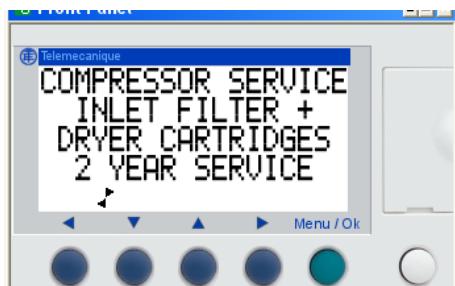 Front Panel
Telemecanique
COMPRESSOR SERVICE
INLET FILTER +
DRYER CARTRIDGES
2 YEAR SERVICE
Menu / Ok